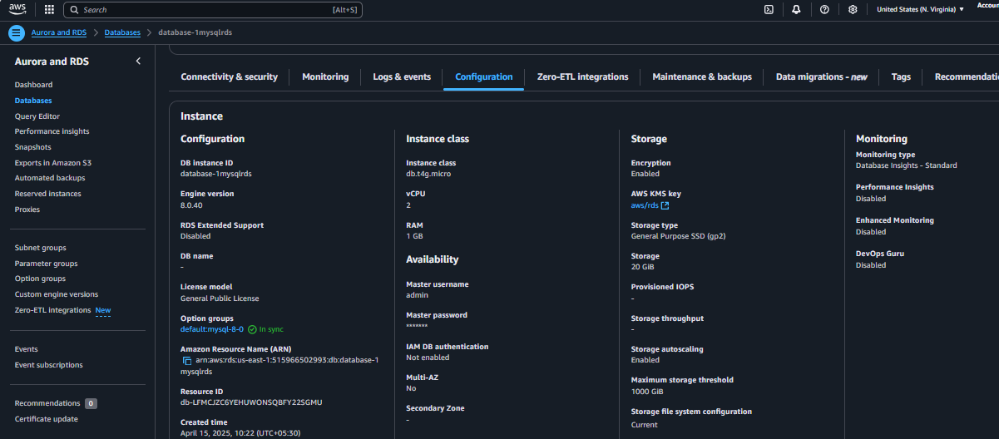 aws
Search
[Alt+S]
United States (N. Virginia)
Accoun
Aurora and RDS
Databases
database-1mysqlrds
Aurora and RDS
Dashboard
Databases
Query Editor
Performance insights
Snapshots
Exports in Amazon S3
Automated backups
Reserved instances
Proxies
Subnet groups
Parameter groups
Option groups
Custom engine versions
Zero-ETL integrations New
Events
Event subscriptions
Recommendations 0
Certificate update
Connectivity & security
Monitoring
Logs & events
Configuration
Zero-ETL integrations
Maintenance & backups
Data migrations - new
Tags
Recommendatio
Instance
Configuration
DB instance ID
database-1mysqlrds
Engine version
8.0.40
RDS Extended Support
Disabled
DB name
-
License model
General Public License
Option groups
default:mysql-8-0 In sync
Amazon Resource Name (ARN)
arn:aws:rds:us-east-1:515966502993:db:database-1
mysqlrds
Resource ID
db-LFMCJZC6YEHUWONSQBFY22SGMU
Created time
April 15, 2025, 10:22 (UTC+05:30)
Instance class
Instance class
db.t4g.micro
vCPU
2
RAM
1 GB
Availability
Master username
admin
Master password
*******
IAM DB authentication
Not enabled
Multi-AZ
No
Secondary Zone
-
Storage
Encryption
Enabled
AWS KMS key
aws/rds
Storage type
General Purpose SSD (gp2)
Storage
20 GiB
Provisioned IOPS
-
Storage throughput
-
Storage autoscaling
Enabled
Maximum storage threshold
1000 GiB
Storage file system configuration
Current
Monitoring
Monitoring type
Database Insights - Standard
Performance Insights
Disabled
Enhanced Monitoring
Disabled
DevOps Guru
Disabled